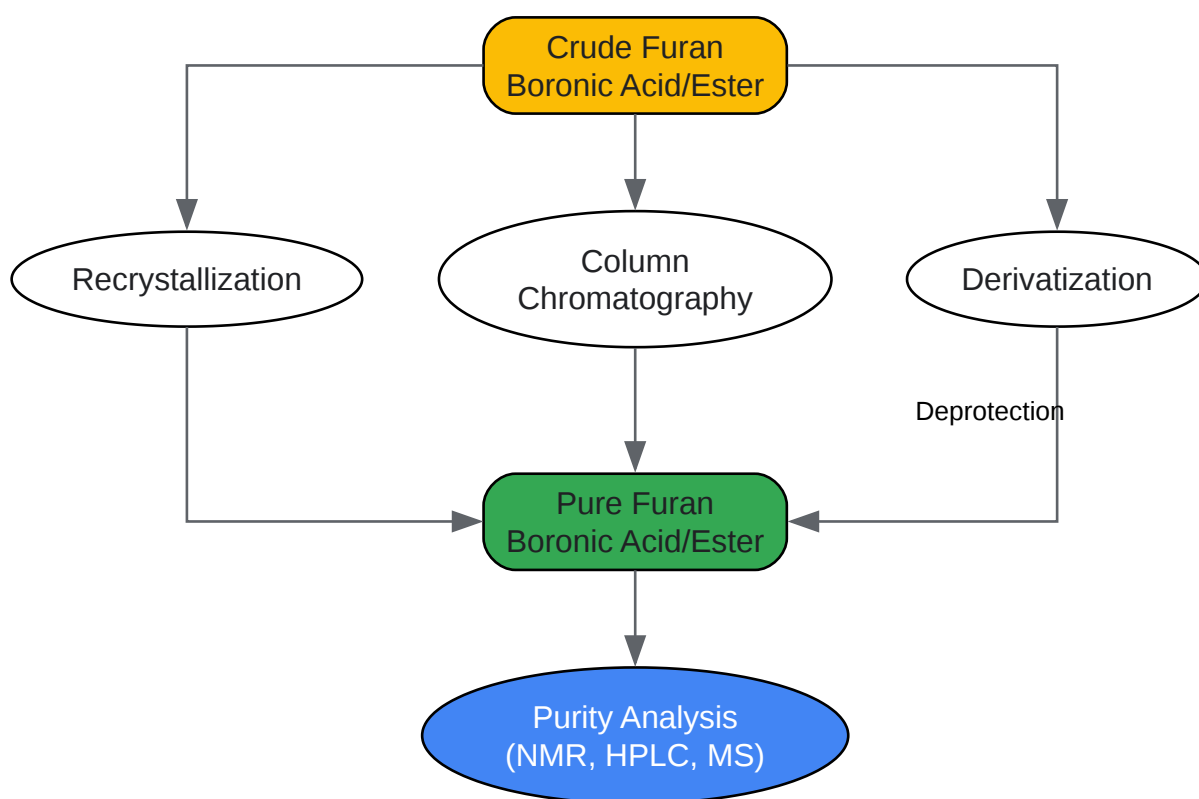 Crude Furan
Boronic Acid/Ester
Recrystallization
Column
Chromatography
Derivatization
Deprotection
Pure Furan
Boronic Acid/Ester
Purity Analysis
(NMR, HPLC, MS)